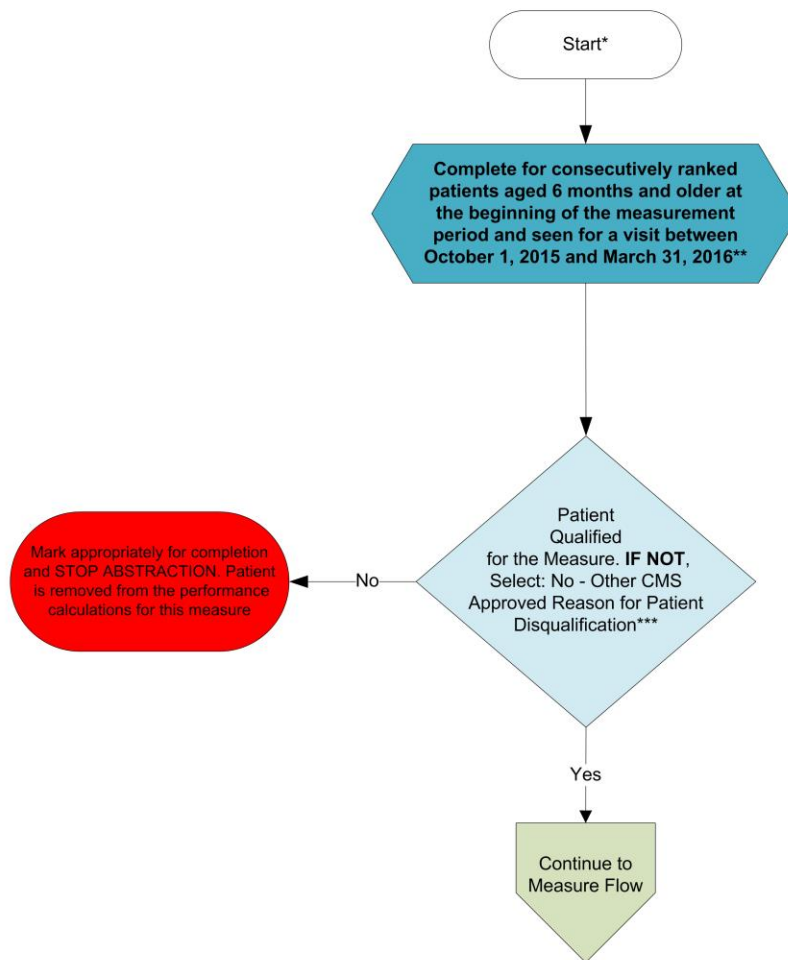 Start*
Complete for consecutively ranked
patients aged 6 months and older at
the beginning of the measurement
period and seen for a visit between
October 1, 2015 and March 31, 2016**
Patient
Qualified
for the Measure. IF NOT,
Select: No - Other CMS
Approved Reason for Patient
Disqualification***
No
Mark appropriately for completion
and STOP ABSTRACTION. Patient
is removed from the performance
calculations for this measure
Yes
Continue to
Measure Flow